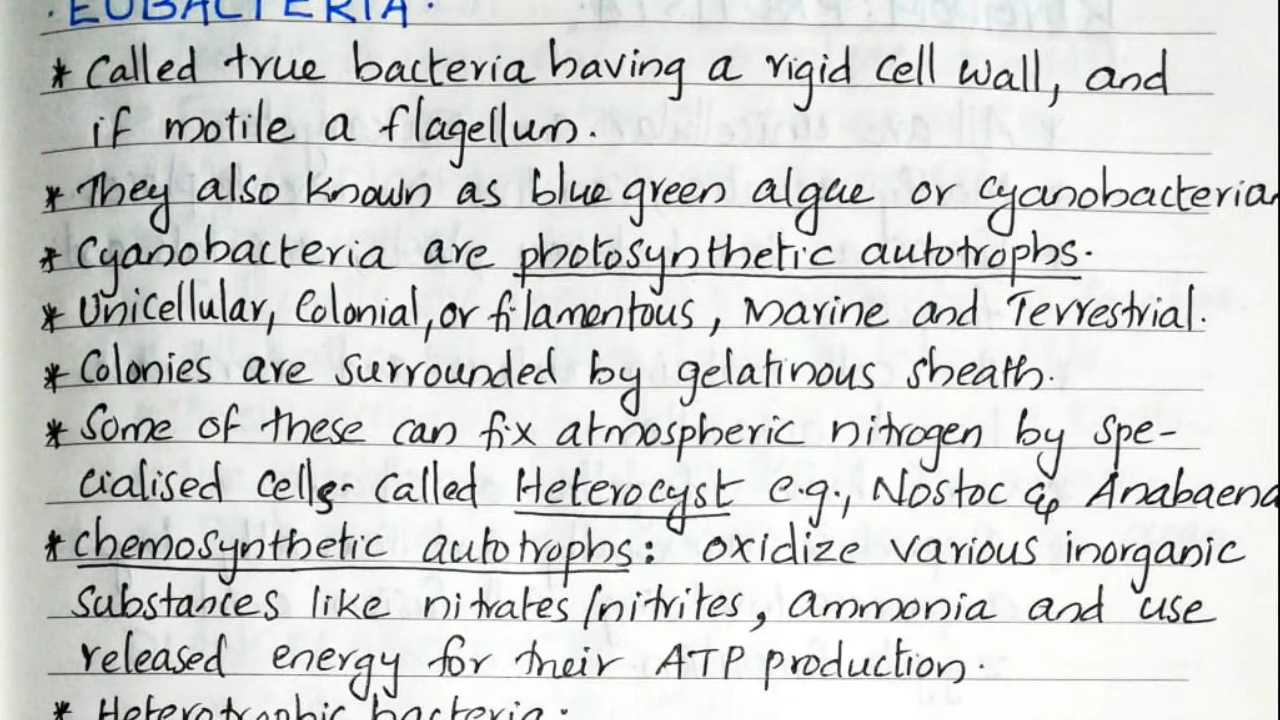 · EUBACTERIA ·
* Called true bacteria having a rigid cell wall, and
if motile a flagellum.
* They also known as blue green algae or cyanobacteria
* Cyanobacteria are photosynthetic autotrophs.
* Unicellular, Colonial, or filamentous, Marine and Terrestrial.
* Colonies are surrounded by gelatinous sheath.
* Some of these can fix atmospheric nitrogen by spe-
cialised cells called Heterocyst e.g., Nostoc & Anabaena
* Chemosynthetic autotrophs: oxidize various inorganic
substances like nitrates/nitrites, ammonia and use
released energy for their ATP production.
* Heterotrophic bacteria: